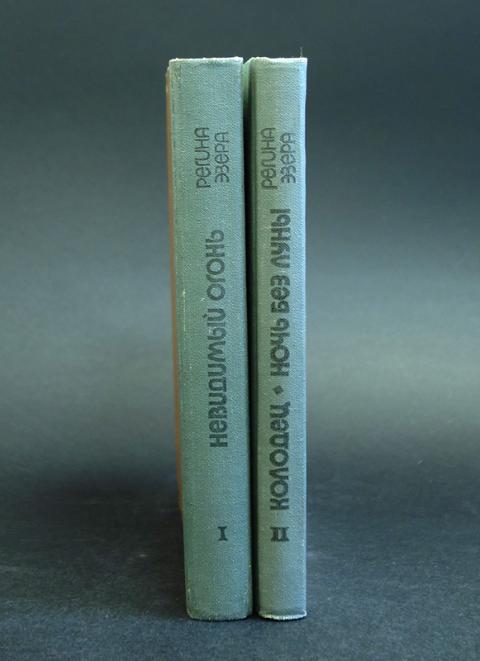 РЕГИНА
ЭЗЕРА
НЕВИДИМЫЙ ОГОНЬ
I
РЕГИНА
ЭЗЕРА
КОЛОДЕЦ • НОЧЬ БЕЗ ЛУНЫ
II